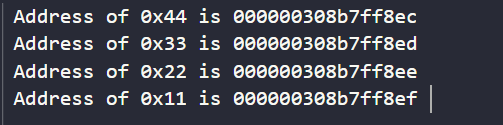 Address of 0x44 is 000000308b7ff8ec
Address of 0x33 is 000000308b7ff8ed
Address of 0x22 is 000000308b7ff8ee
Address of 0x11 is 000000308b7ff8ef